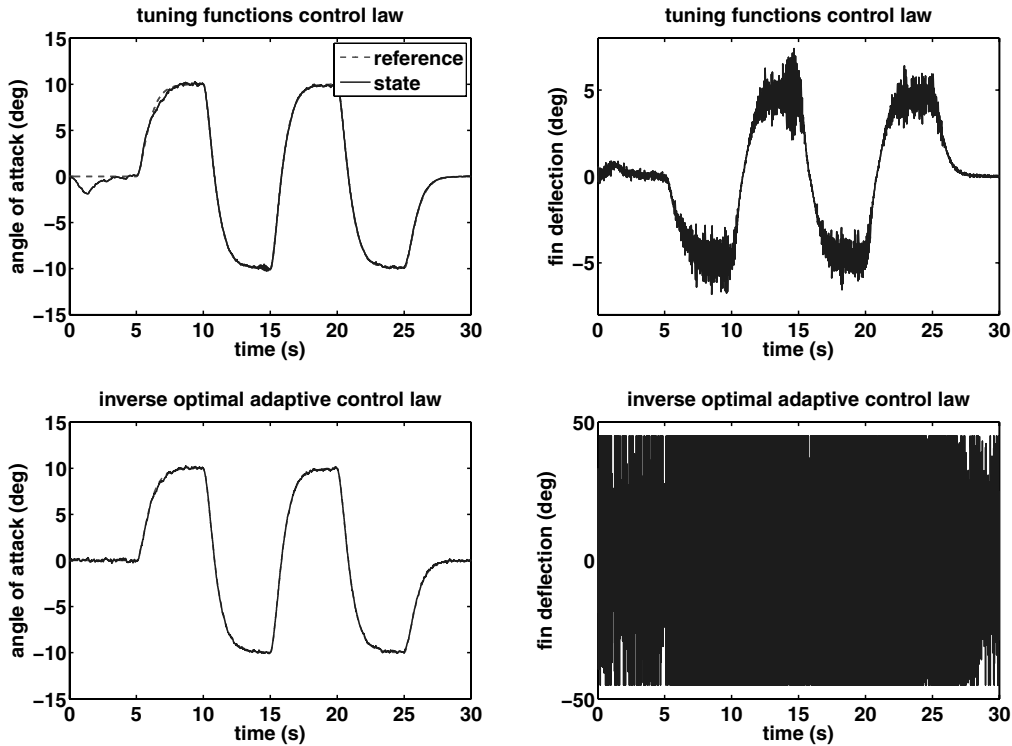 tuning functions control law
15
10
5
0
−5
−10
−15
angle of attack (deg)
reference
state
0 5 10 15 20 25 30
time (s)
tuning functions control law
5
0
−5
fin deflection (deg)
0 5 10 15 20 25 30
time (s)
inverse optimal adaptive control law
15
10
5
0
−5
−10
−15
angle of attack (deg)
0 5 10 15 20 25 30
time (s)
inverse optimal adaptive control law
50
0
−50
fin deflection (deg)
0 5 10 15 20 25 30
time (s)